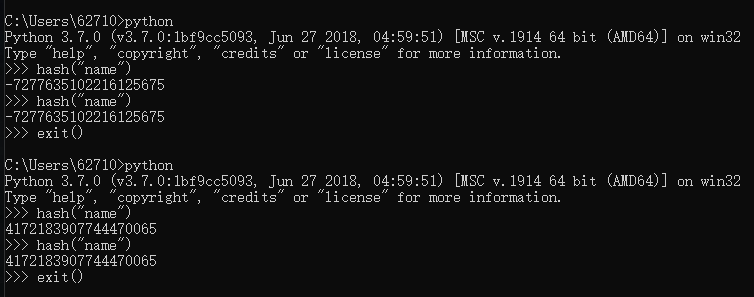 C:\Users\62710>python
Python 3.7.0 (v3.7.0:1bf9cc5093, Jun 27 2018, 04:59:51) [MSC v.1914 64 bit (AMD64)] on win32
Type "help", "copyright", "credits" or "license" for more information.
>>> hash("name")
-7277635102216125675
>>> hash("name")
-7277635102216125675
>>> exit()
C:\Users\62710>python
Python 3.7.0 (v3.7.0:1bf9cc5093, Jun 27 2018, 04:59:51) [MSC v.1914 64 bit (AMD64)] on win32
Type "help", "copyright", "credits" or "license" for more information.
>>> hash("name")
4172183907744470065
>>> hash("name")
4172183907744470065
>>> exit()